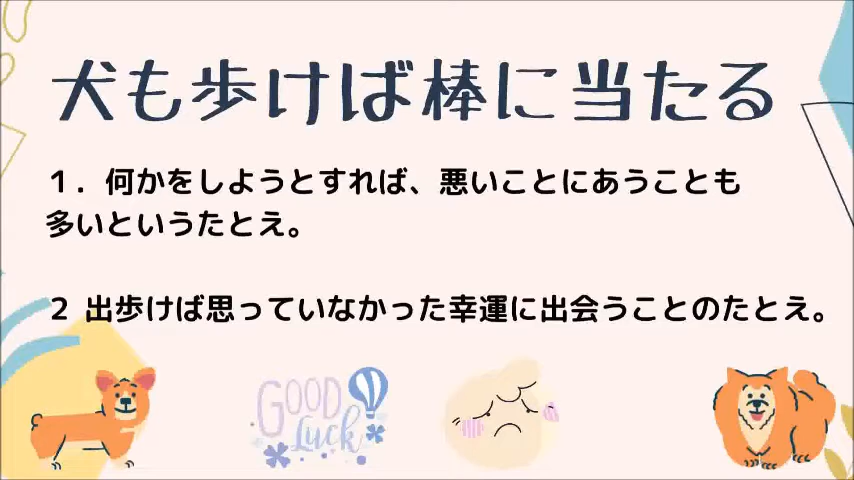 犬も歩けば棒に当たる
１．何かをしようとすれば、悪いことにあうことも
多いというたとえ。
２ 出歩けば思っていなかった幸運に出会うことのたとえ。
GOOD
Luck